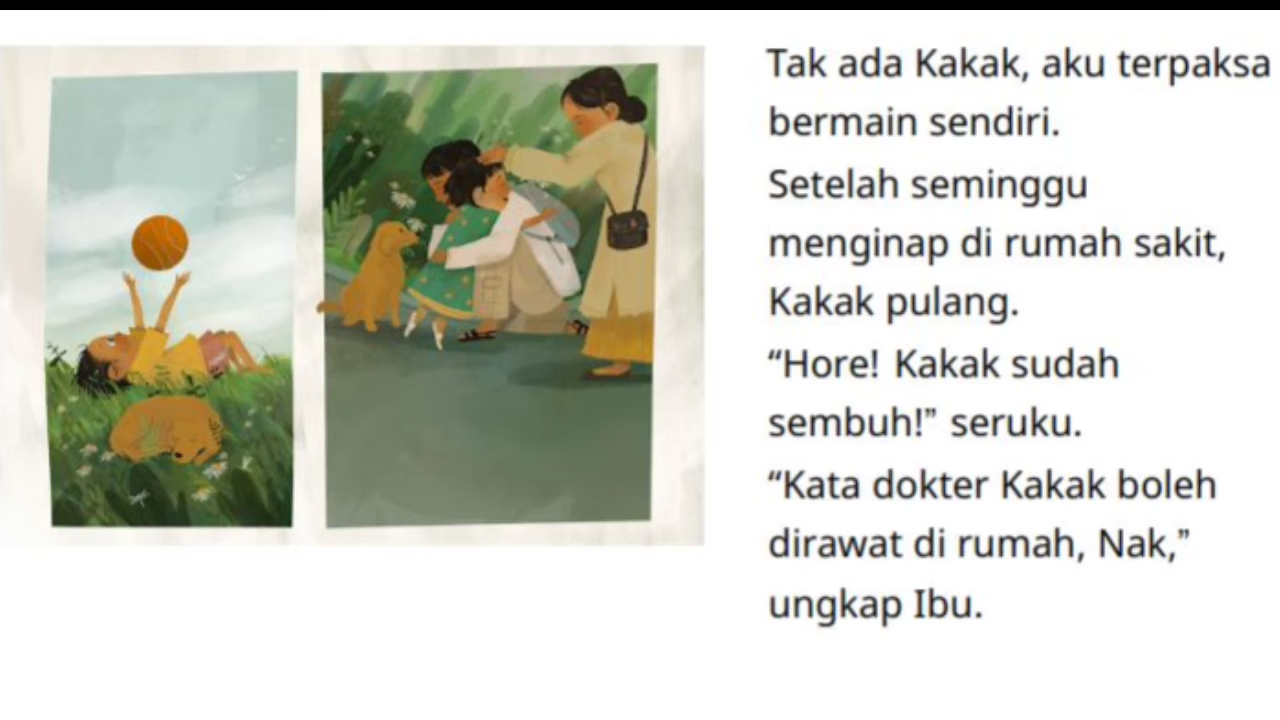 Tak ada Kakak, aku terpaksa
bermain sendiri.
Setelah seminggu
menginap di rumah sakit,
Kakak pulang.
“Hore! Kakak sudah
sembuh!” seruku.
“Kata dokter Kakak boleh
dirawat di rumah, Nak,”
ungkap Ibu.